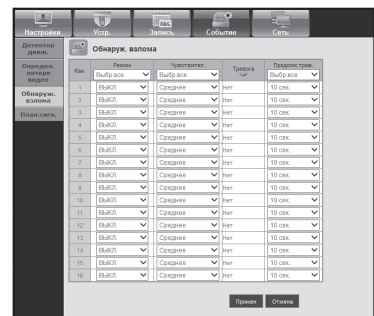 Настройки Устр. Запись Событие Сеть
Детектор движ.
Определ. потери видео
Обнаруж. взлома
План.сигн.
Обнаруж. взлома
Кан. Режим Чувствител. Тревога Продолж.трев.
Выбр.все Выбр.все Выбр.все
1 ВЫКЛ. Среднее Нет 10 сек.
2 ВЫКЛ. Среднее Нет 10 сек.
3 ВЫКЛ. Среднее Нет 10 сек.
4 ВЫКЛ. Среднее Нет 10 сек.
5 ВЫКЛ. Среднее Нет 10 сек.
6 ВЫКЛ. Среднее Нет 10 сек.
7 ВЫКЛ. Среднее Нет 10 сек.
8 ВЫКЛ. Среднее Нет 10 сек.
9 ВЫКЛ. Среднее Нет 10 сек.
10 ВЫКЛ. Среднее Нет 10 сек.
11 ВЫКЛ. Среднее Нет 10 сек.
12 ВЫКЛ. Среднее Нет 10 сек.
13 ВЫКЛ. Среднее Нет 10 сек.
14 ВЫКЛ. Среднее Нет 10 сек.
15 ВЫКЛ. Среднее Нет 10 сек.
16 ВЫКЛ. Среднее Нет 10 сек.
Примен Отмена